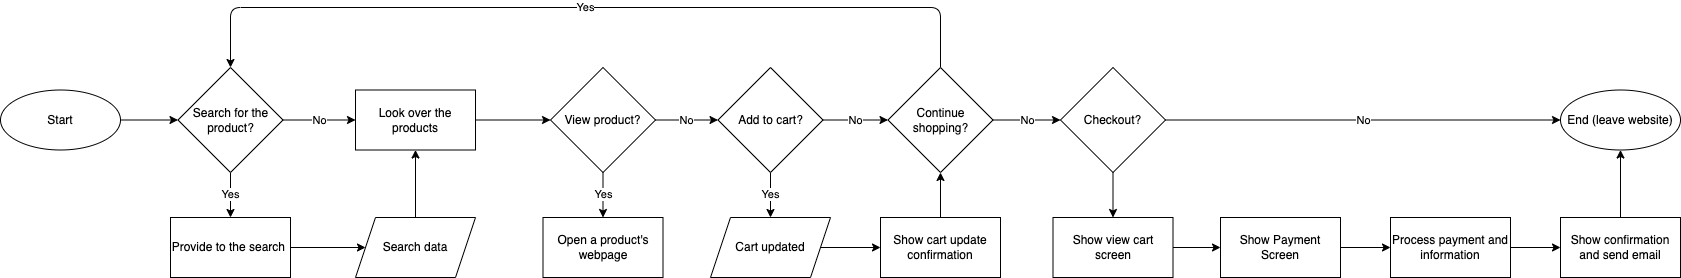 Yes
Start
Search for the
product?
No
Look over the
products
View product?
No
Add to cart?
No
Continue
shopping?
No
Checkout?
No
End (leave website)
Yes
Yes
Yes
Provide to the search
Search data
Open a product's
webpage
Cart updated
Show cart update
confirmation
Show view cart
screen
Show Payment
Screen
Process payment and
information
Show confirmation
and send email